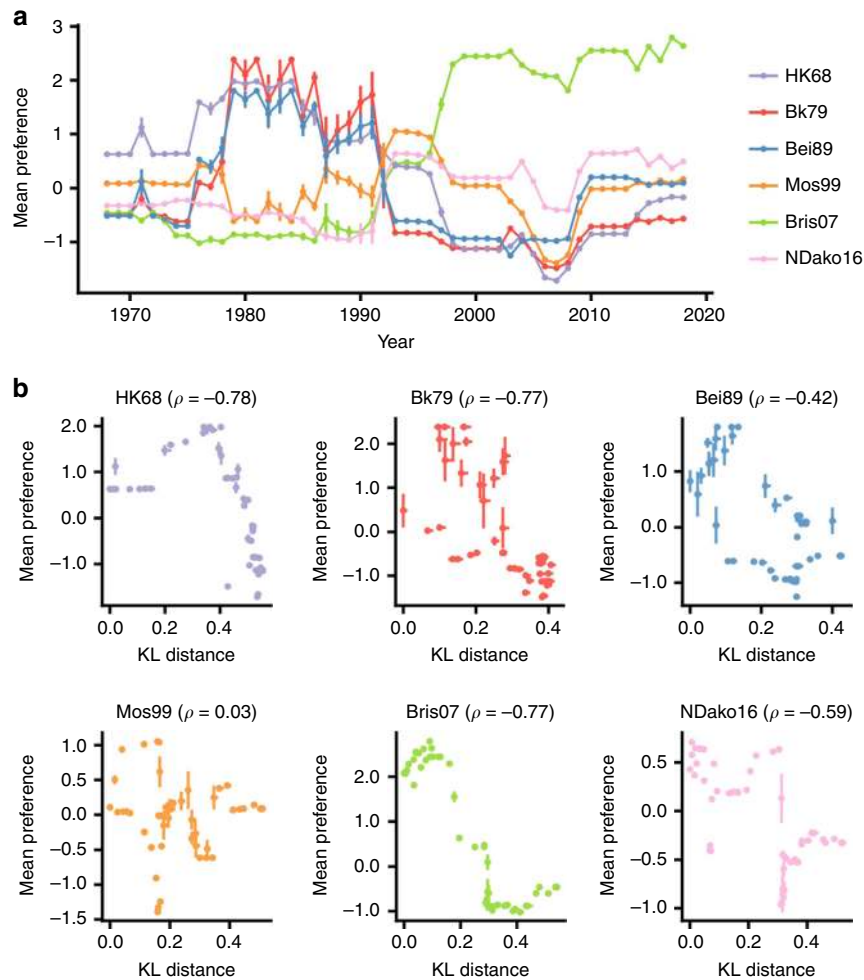 a
3
2
1
0
−1
Mean preference
1970
1980
1990
2000
2010
2020
Year
HK68
Bk79
Bei89
Mos99
Bris07
NDako16
b
HK68 (ρ = −0.78)
2.0
1.0
0.0
−1.0
Mean preference
0.0
0.2
0.4
KL distance
Bk79 (ρ = −0.77)
2.0
1.0
0.0
−1.0
Mean preference
0.0
0.2
0.4
KL distance
Bei89 (ρ = −0.42)
1.0
0.0
−1.0
Mean preference
0.0
0.2
0.4
KL distance
Mos99 (ρ = 0.03)
1.0
0.5
0.0
−0.5
−1.0
−1.5
Mean preference
0.0
0.2
0.4
KL distance
Bris07 (ρ = −0.77)
2.0
1.0
0.0
−1.0
Mean preference
0.0
0.2
0.4
KL distance
NDako16 (ρ = −0.59)
0.5
0.0
−0.5
−1.0
Mean preference
0.0
0.2
0.4
KL distance